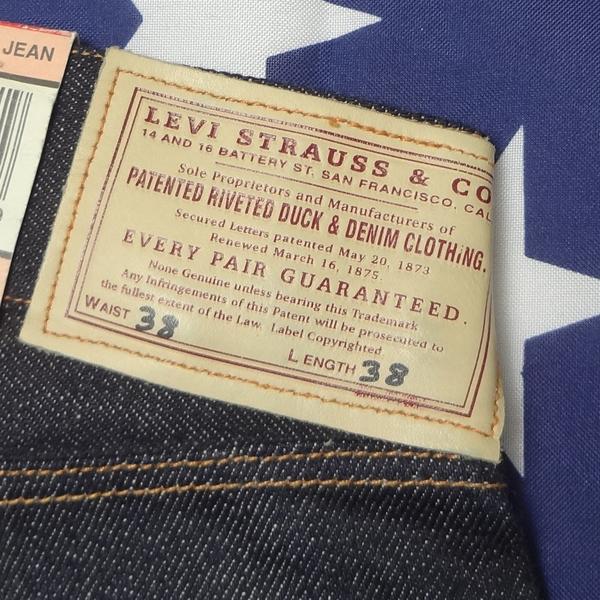 JEAN
LEVI STRAUSS & CO
14 AND 16 BATTERY ST, SAN FRANCISCO, CAL
Sole Proprietors and Manufacturers of
PATENTED RIVETED DUCK & DENIM CLOTHING.
Secured Letters patented May 20, 1873
Renewed March 16, 1875,
EVERY PAIR GUARANTEED.
None Genuine unless bearing this Trademark
Any Infringements of this Patent will be prosecuted to
the fullest extent of the Law. Label Copyrighted
WAIST 38 LENGTH 38